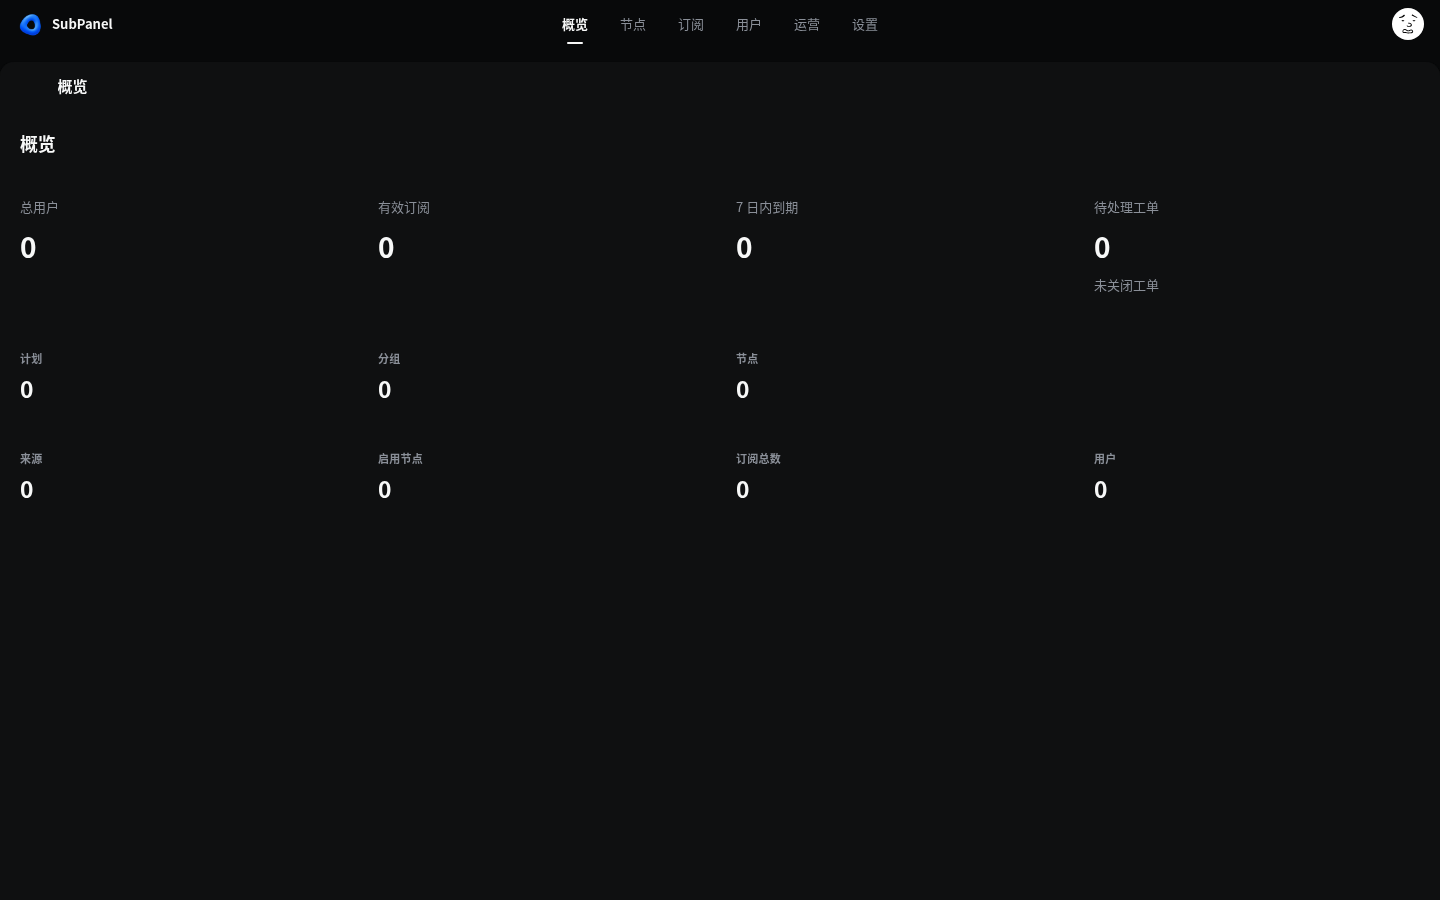 SubPanel 概览 节点 订阅 用户 运营 设置
概览
概览
总用户 有效订阅 7 日内到期 待处理工单
0 0 0 0
未关闭工单
计划 分组 节点
0 0 0
来源 启用节点 订阅总数 用户
0 0 0 0